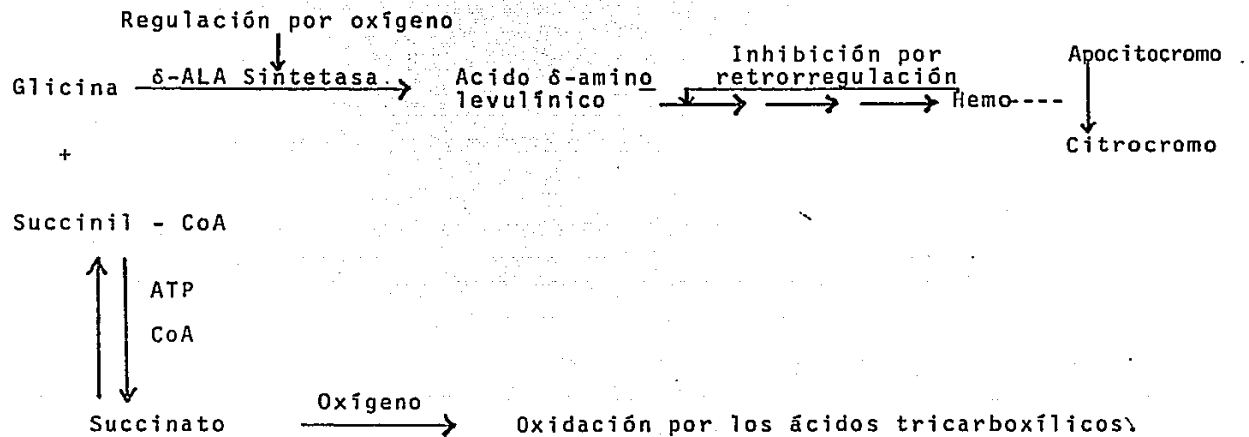 Regulación por oxígeno
Inhibición por
retrorregulación
Apocitocromo
Glicina
δ-ALA Sintetasa
Acido δ-amino
levulínico
Hemo
Citrocromo
+
Succinil - CoA
ATP
CoA
Succinato
Oxígeno
Oxidación por los ácidos tricarboxílicos